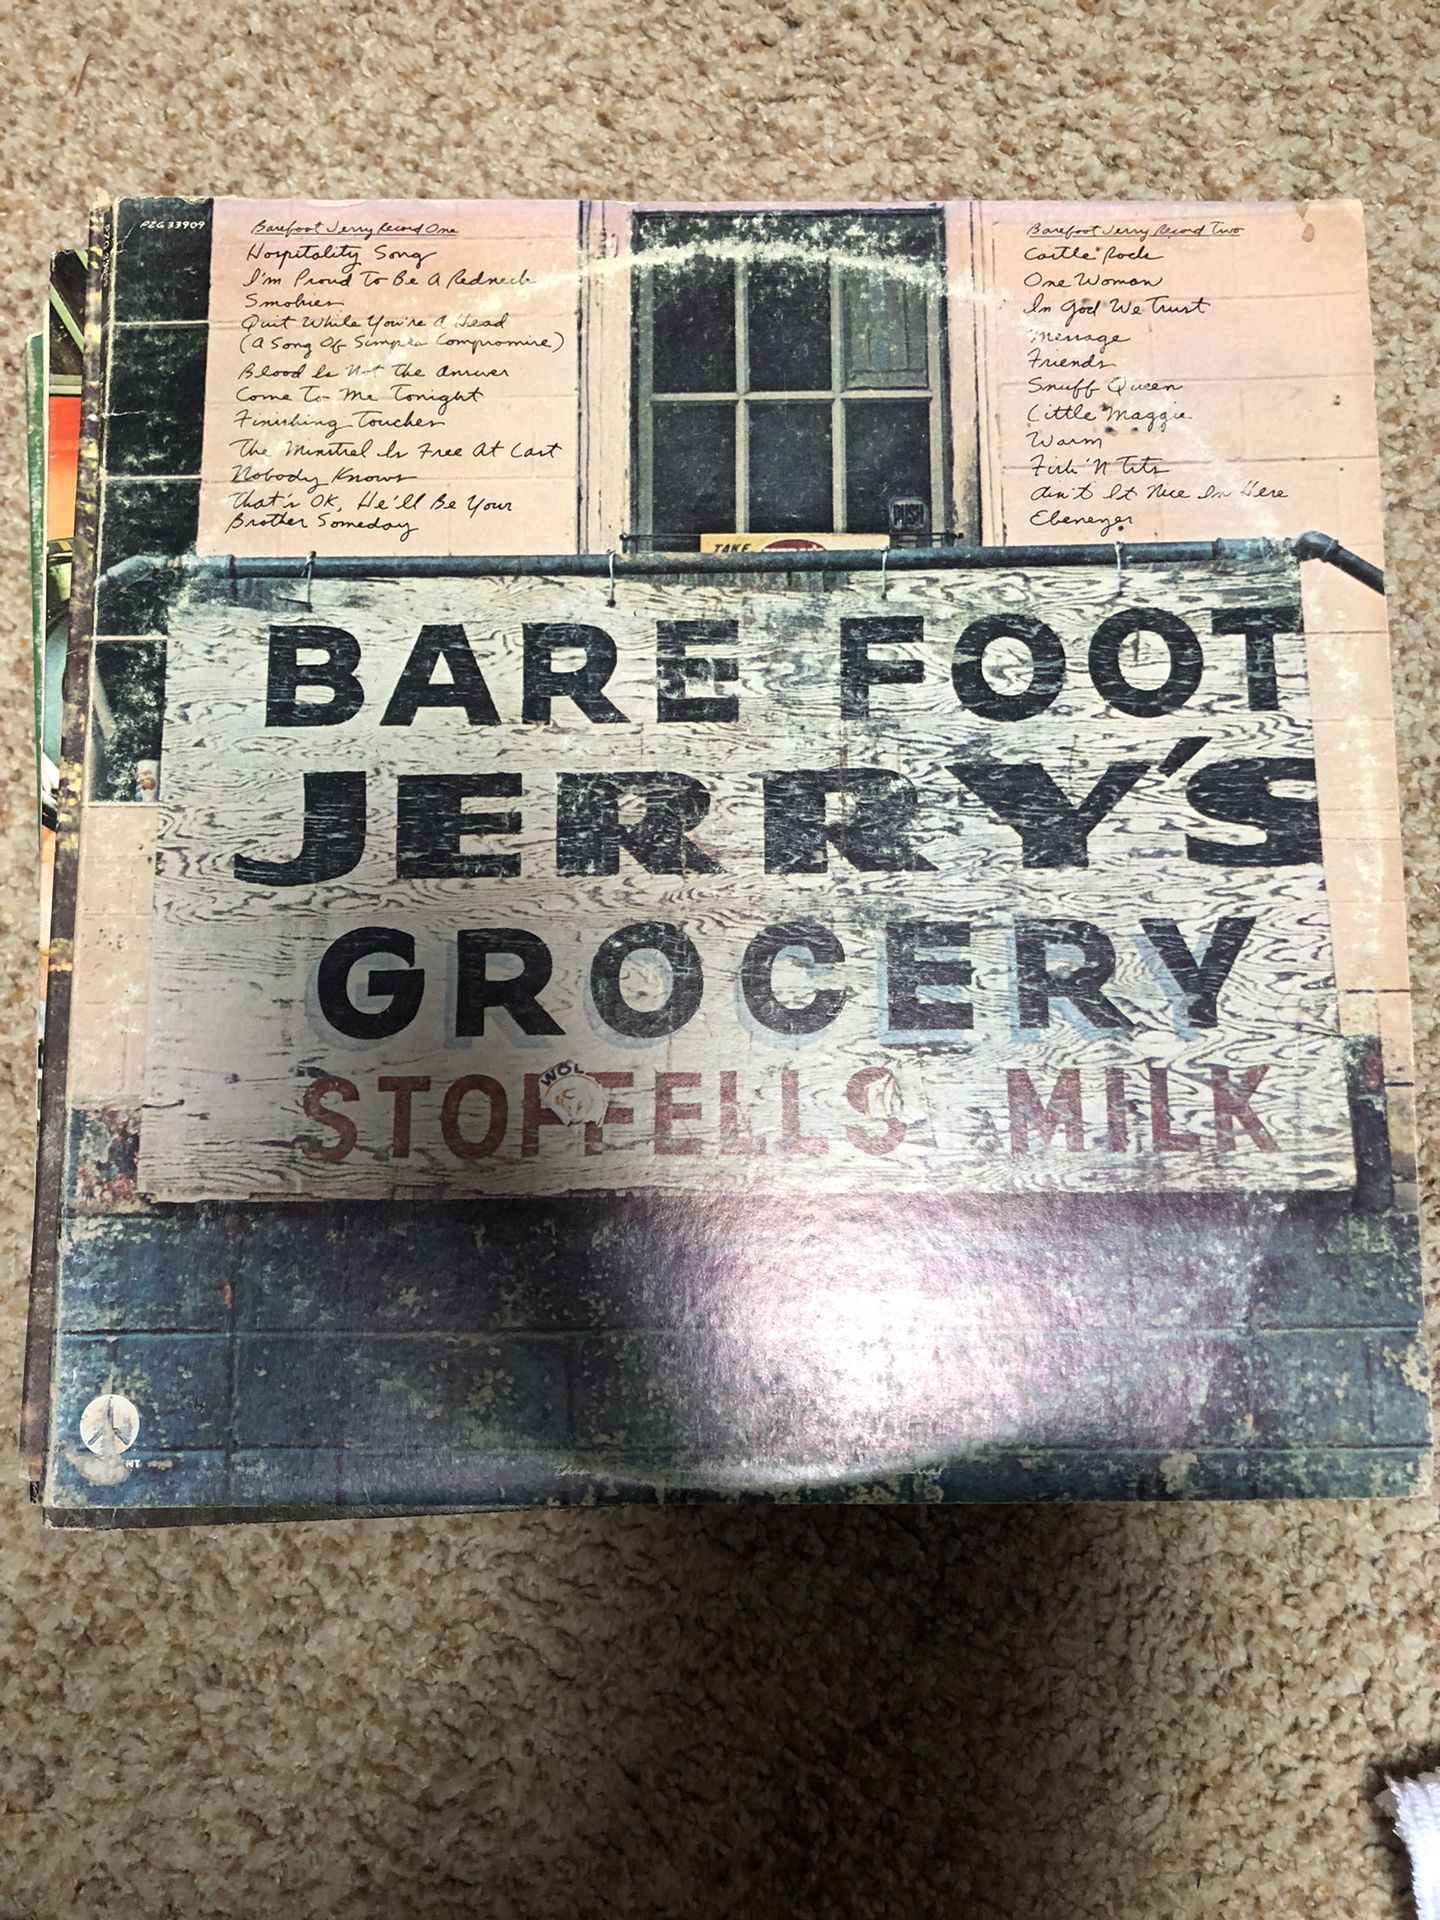 PZG33909
Barefoot Jerry Record One
Hospitality Song
I'm Proud To Be A Redneck
Smokies
Quit While You're A Head
(A Song Of Simple Compromise)
Blood Is Not The Answer
Come To Me Tonight
Finishing Touches
The Minstrel Is Free At Last
Nobody Knows
That's OK, He'll Be Your
Brother Someday
Barefoot Jerry Record Two
Castle Rock
One Woman
In God We Trust
Message
Friends
Snuff Queen
Little Maggie
Warm
Fish 'N Tits
Ain't It Nice In Here
Ebenezer
PUSH
TAKE
BARE FOOT
JERRY'S
GROCERY
WOL
STOFFELLS MILK